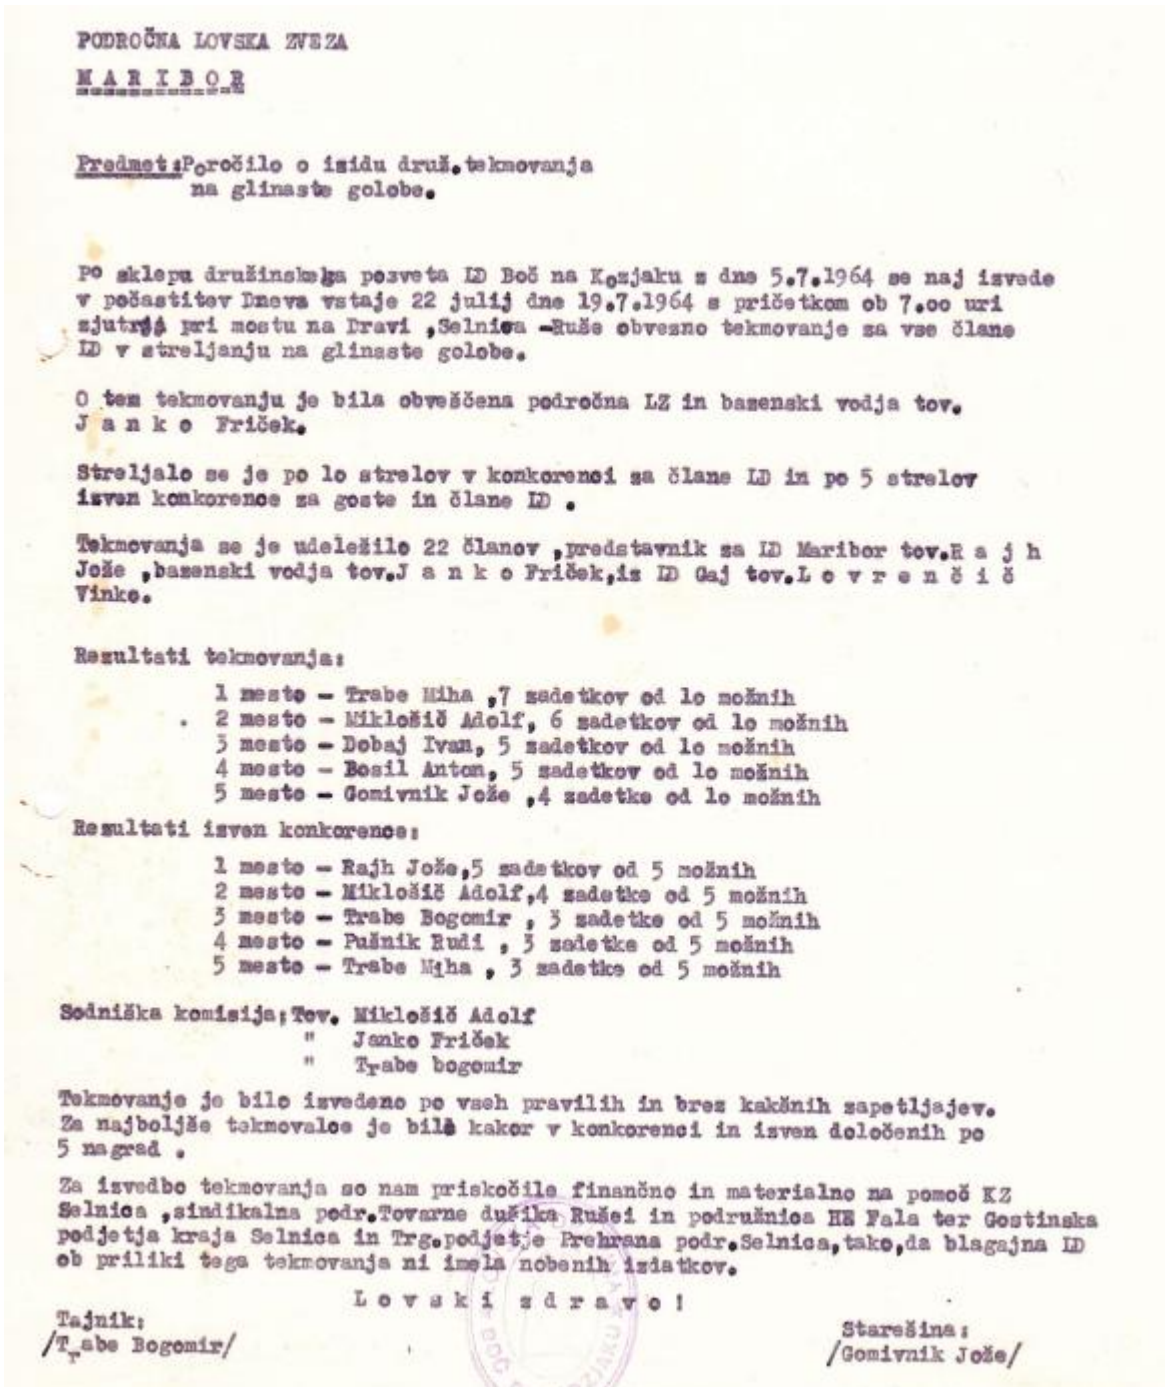 PODROČNA LOVSKA ZVEZA
M A R I B O R
Predmet:Poročilo o izidu druž.tekmovanja
na glinaste golobe.
Po sklepu družinskega posveta LD Boč na Kozjaku z dne 5.7.1964 se naj izvede
v počastitev Dneva vstaje 22 julij dne 19.7.1964 s pričetkom ob 7.oo uri
zjutraj pri mostu na Dravi ,Selnica -Ruše obvezno tekmovanje za vse člane
LD v streljanju na glinaste golobe.
O tem tekmovanju je bila obveščena področna LZ in bazenski vodja tov.
J a n k o Friček.
Streljalo se je po lo strelov v konkorenci za člane LD in po 5 strelov
izven konkorence za goste in člane LD .
Tekmovanja se je udeležilo 22 članov ,predstavnik za LD Maribor tov.R a j h
Jože ,bazenski vodja tov.J a n k o Friček,iz LD Gaj tov.L o v r e n č i č
Vinko.
Rezultati tekmovanja:
1 mesto - Trabe Miha ,7 zadetkov od lo možnih
2 mesto - Miklošič Adolf, 6 zadetkov od lo možnih
3 mesto - Dobaj Ivan, 5 zadetkov od lo možnih
4 mesto - Bosil Anton, 5 zadetkov od lo možnih
5 mesto - Gomivnik Jože ,4 zadetke od lo možnih
Rezultati izven konkorence:
1 mesto - Rajh Jože,5 zadetkov od 5 možnih
2 mesto - Miklošič Adolf,4 zadetke od 5 možnih
3 mesto - Trabe Bogomir , 3 zadetke od 5 možnih
4 mesto - Pušnik Rudi , 3 zadetke od 5 možnih
5 mesto - Trabe Miha , 3 zadetke od 5 možnih
Sodniška komisija:Tov. Miklošič Adolf
" Janko Friček
" Trabe bogomir
Tekmovanje je bilo izvedeno po vseh pravilih in brez kakšnih zapetljajev.
Za najboljše tekmovalce je bilo kakor v konkorenci in izven določenih po
5 nagrad .
Za izvedbo tekmovanja so nam priskočile finančno in materialno na pomoč KZ
Selnica ,sindikalna podr.Tovarne dušika Rušei in podružnica HE Fala ter Gostinska
podjetja kraja Selnica in Trg.podjetje Prehrana podr.Selnica,tako,da blagajna LD
ob priliki tega tekmovanja ni imela nobenih izdatkov.
L o v s k i z d r a v o !
Tajnik:
/Trabe Bogomir/
Starešina:
/Gomivnik Jože/